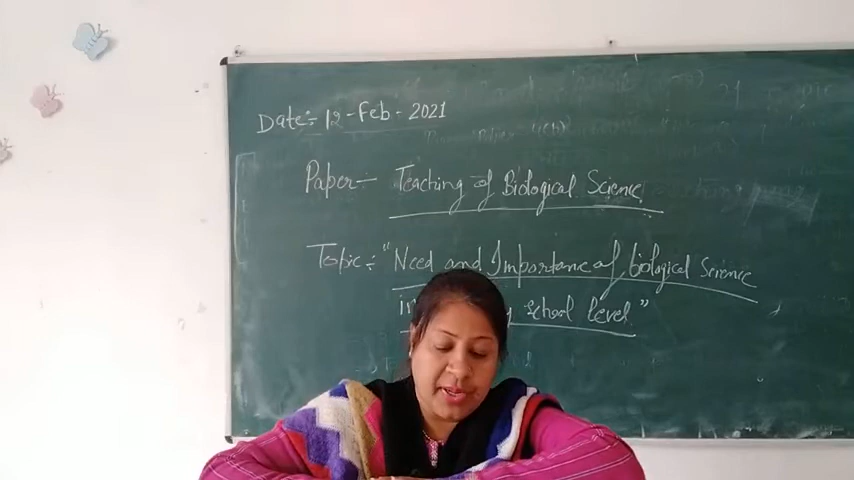 Date:- 12 - Feb - 2021
Paper:- Teaching of Biological Science
Topic:- "Need and Importance of biological Science
in school level"